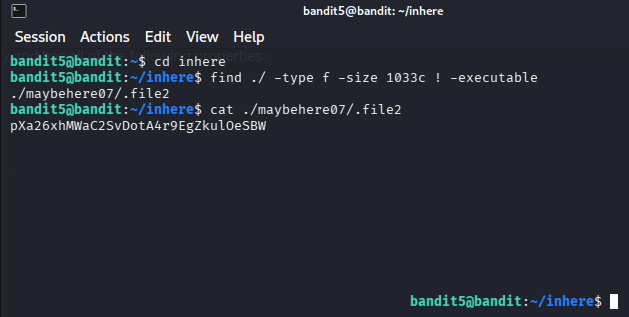 bandit5@bandit: ~/inhere
Session Actions Edit View Help
bandit5@bandit:~$ cd inhere
bandit5@bandit:~/inhere$ find ./ -type f -size 1033c ! -executable
./maybehere07/.file2
bandit5@bandit:~/inhere$ cat ./maybehere07/.file2
pXa26xhMWaC2SvDotA4r9EgZkulOeSBW
bandit5@bandit:~/inhere$